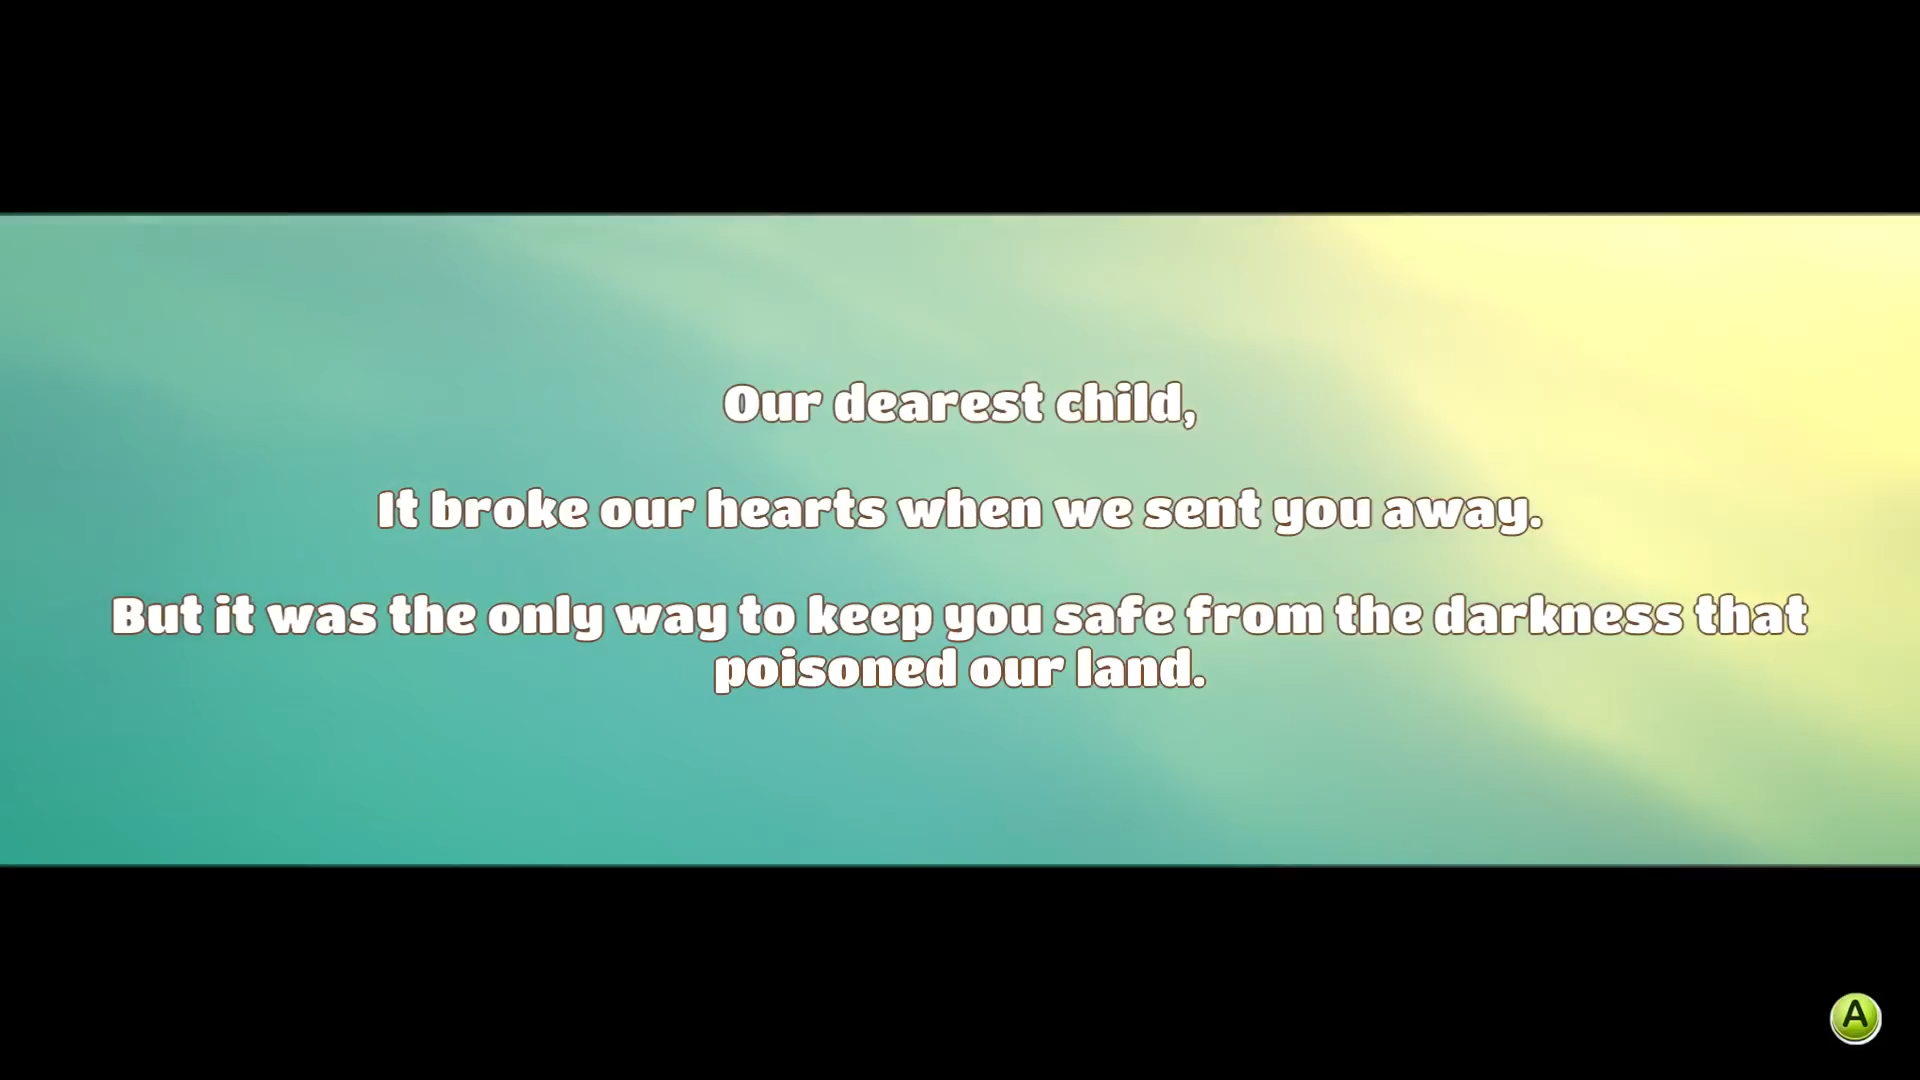 Our dearest child,
It broke our hearts when we sent you away.
But it was the only way to keep you safe from the darkness that
poisoned our land.
A